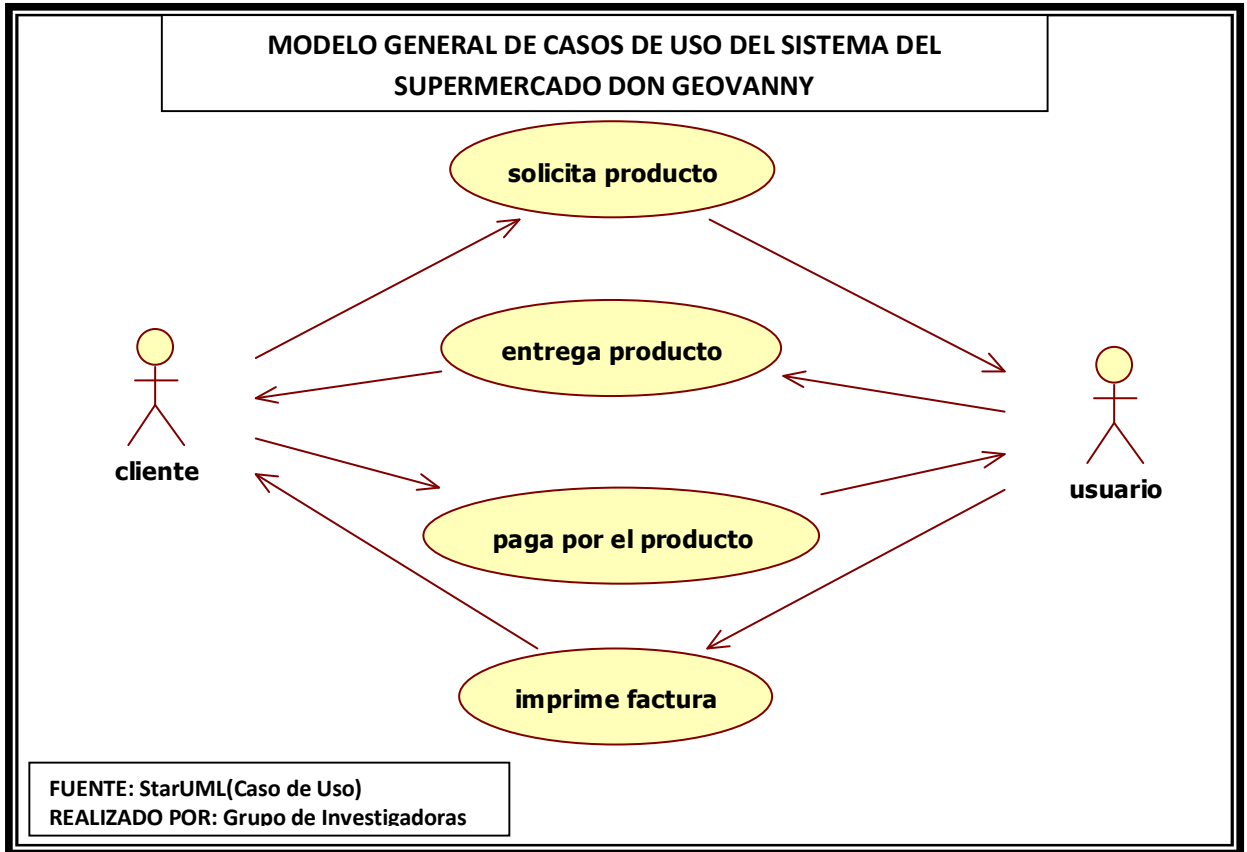 MODELO GENERAL DE CASOS DE USO DEL SISTEMA DEL
SUPERMERCADO DON GEOVANNY
solicita producto
entrega producto
cliente
usuario
paga por el producto
imprime factura
FUENTE: StarUML(Caso de Uso)
REALIZADO POR: Grupo de Investigadoras